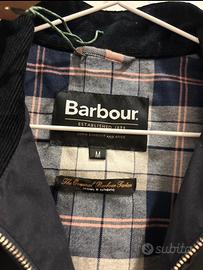 Barbour
ESTABLISHED 1894
M
The Original Barbour Tartan
subito